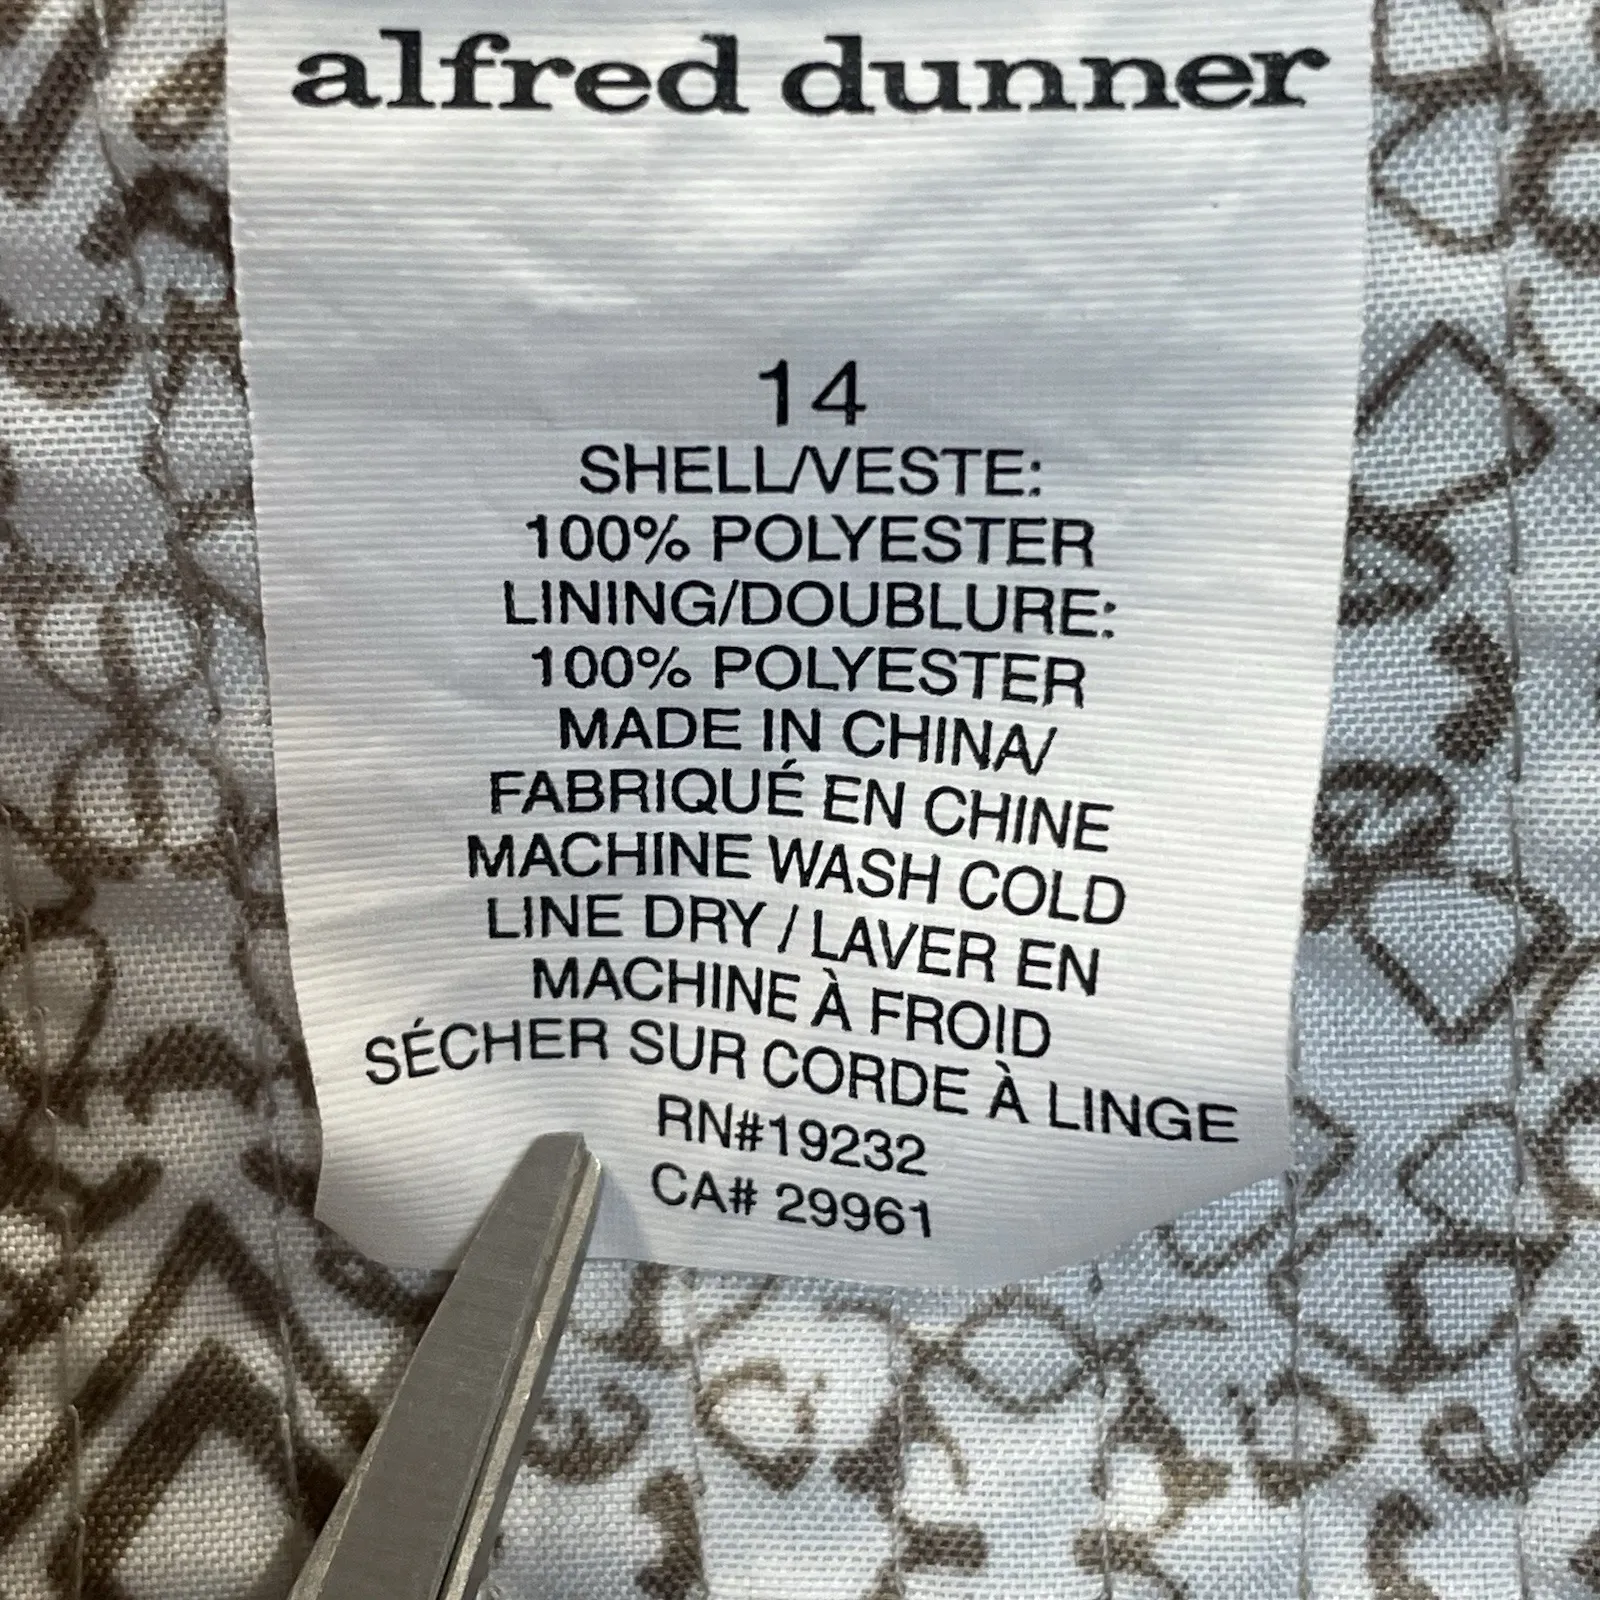 alfred dunner
14
SHELL/VESTE:
100% POLYESTER
LINING/DOUBLURE:
100% POLYESTER
MADE IN CHINA/
FABRIQUÉ EN CHINE
MACHINE WASH COLD
LINE DRY / LAVER EN
MACHINE À FROID
SÉCHER SUR CORDE À LINGE
RN#19232
CA# 29961